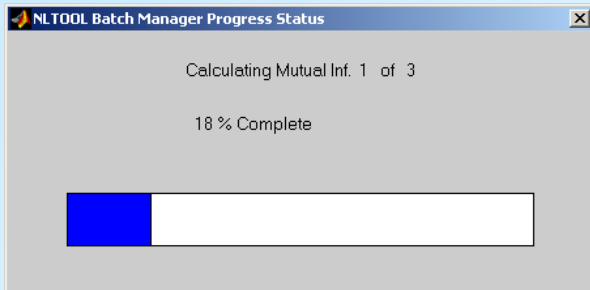 NLTOOL Batch Manager Progress Status
Calculating Mutual Inf. 1 of 3
18 % Complete